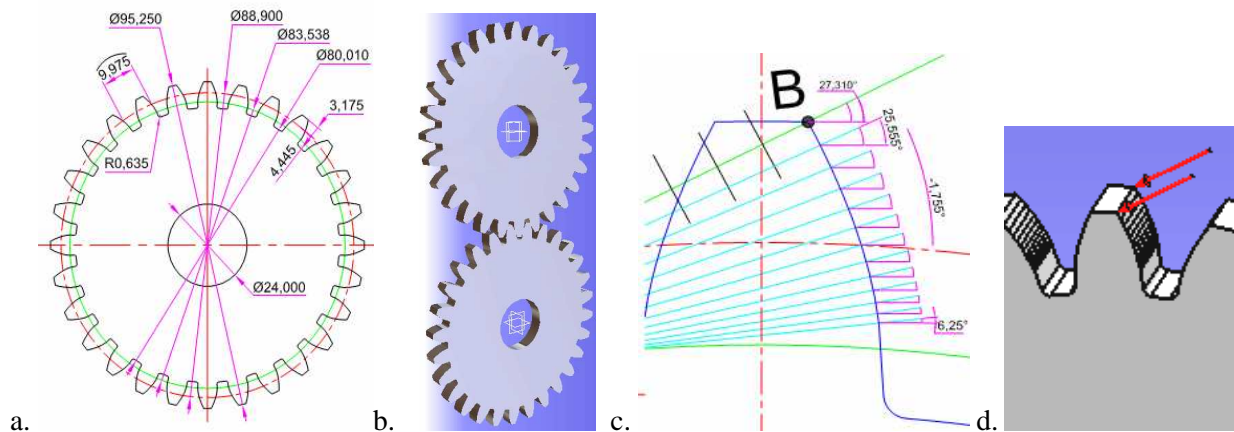 Ø95,250
Ø88,900
Ø83,538
Ø80,010
9,975
3,175
R0,635
4,445
Ø24,000
a.
b.
B
27,310°
25,555°
-1,755°
6,25°
c.
d.